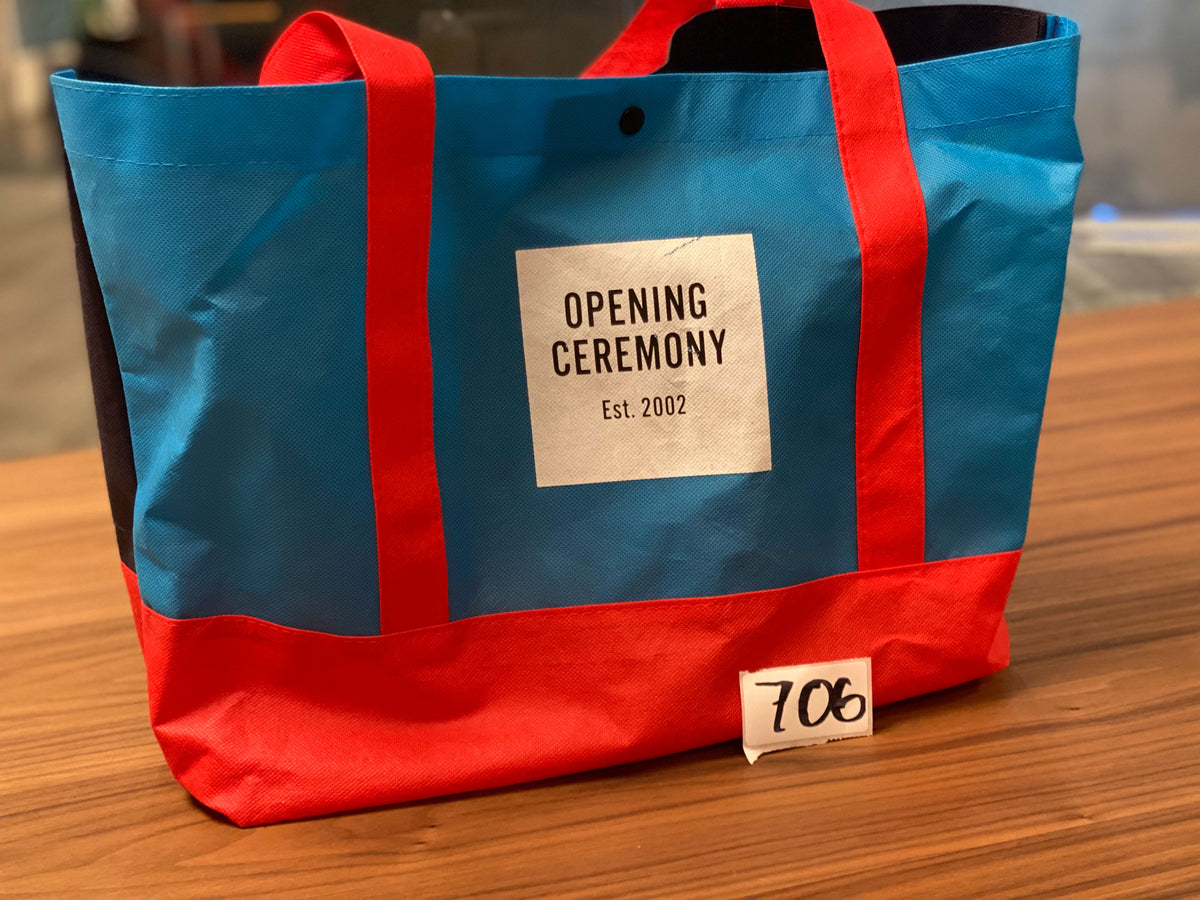 OPENING
CEREMONY
Est. 2002
706